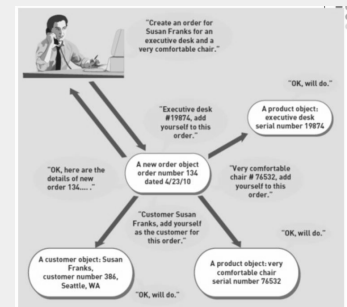 "Create an order for
Susan Franks for an
executive desk and a
very comfortable chair."
"OK, will do."
"Executive desk
#19874, add
yourself to this
order."
A product object:
executive desk
serial number 19874
"OK, here are the
details of new
order 134.... ."
A new order object
order number 134
dated 4/23/10
"Very comfortable
chair # 76532, add
yourself to this
order."
"Customer Susan
Franks, add yourself
as the customer for
this order."
"OK, will do."
A customer object: Susan
Franks,
customer number 386,
Seattle, WA
A product object: very
comfortable chair
serial number 76532
"OK, will do."